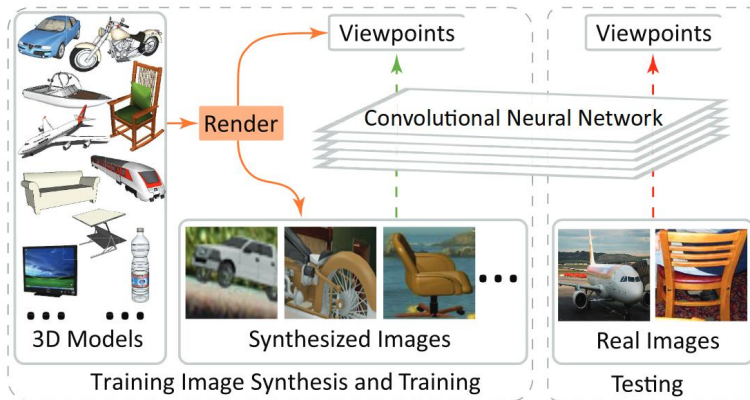 Viewpoints
Viewpoints
Convolutional Neural Network
Render
3D Models
Synthesized Images
Real Images
Training Image Synthesis and Training
Testing